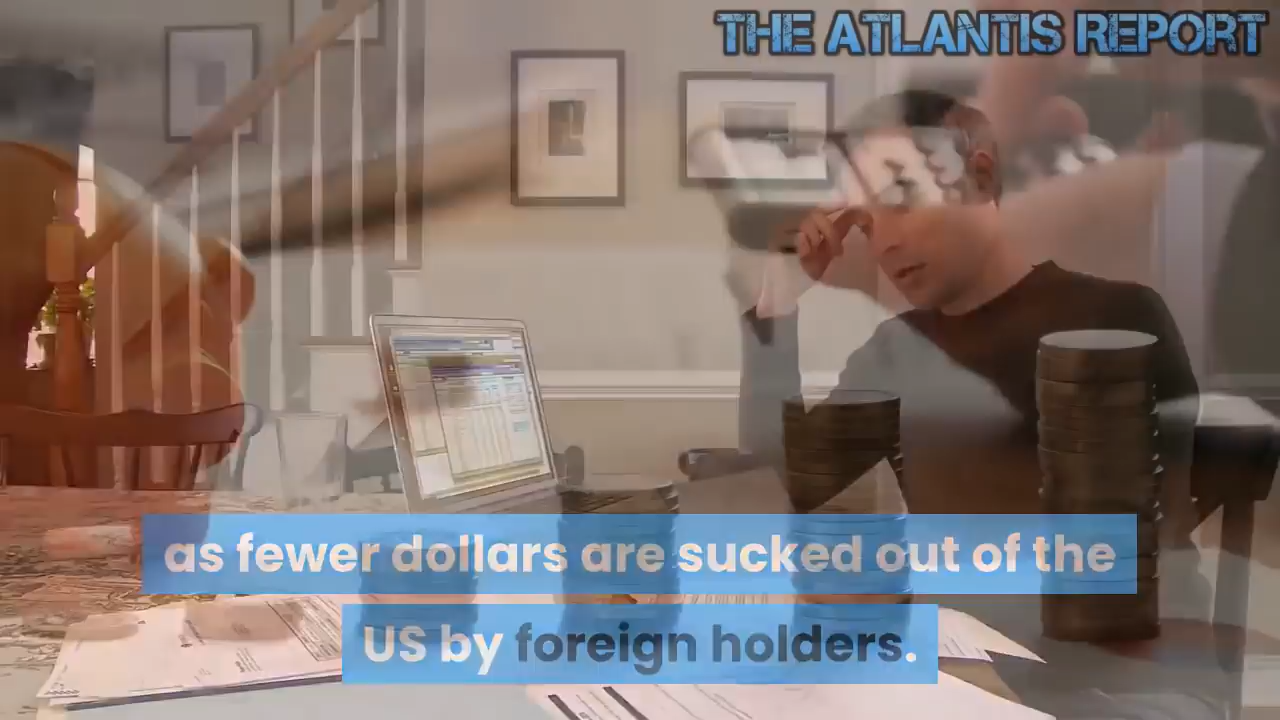 THE ATLANTIS REPORT
as fewer dollars are sucked out of the
US by foreign holders.